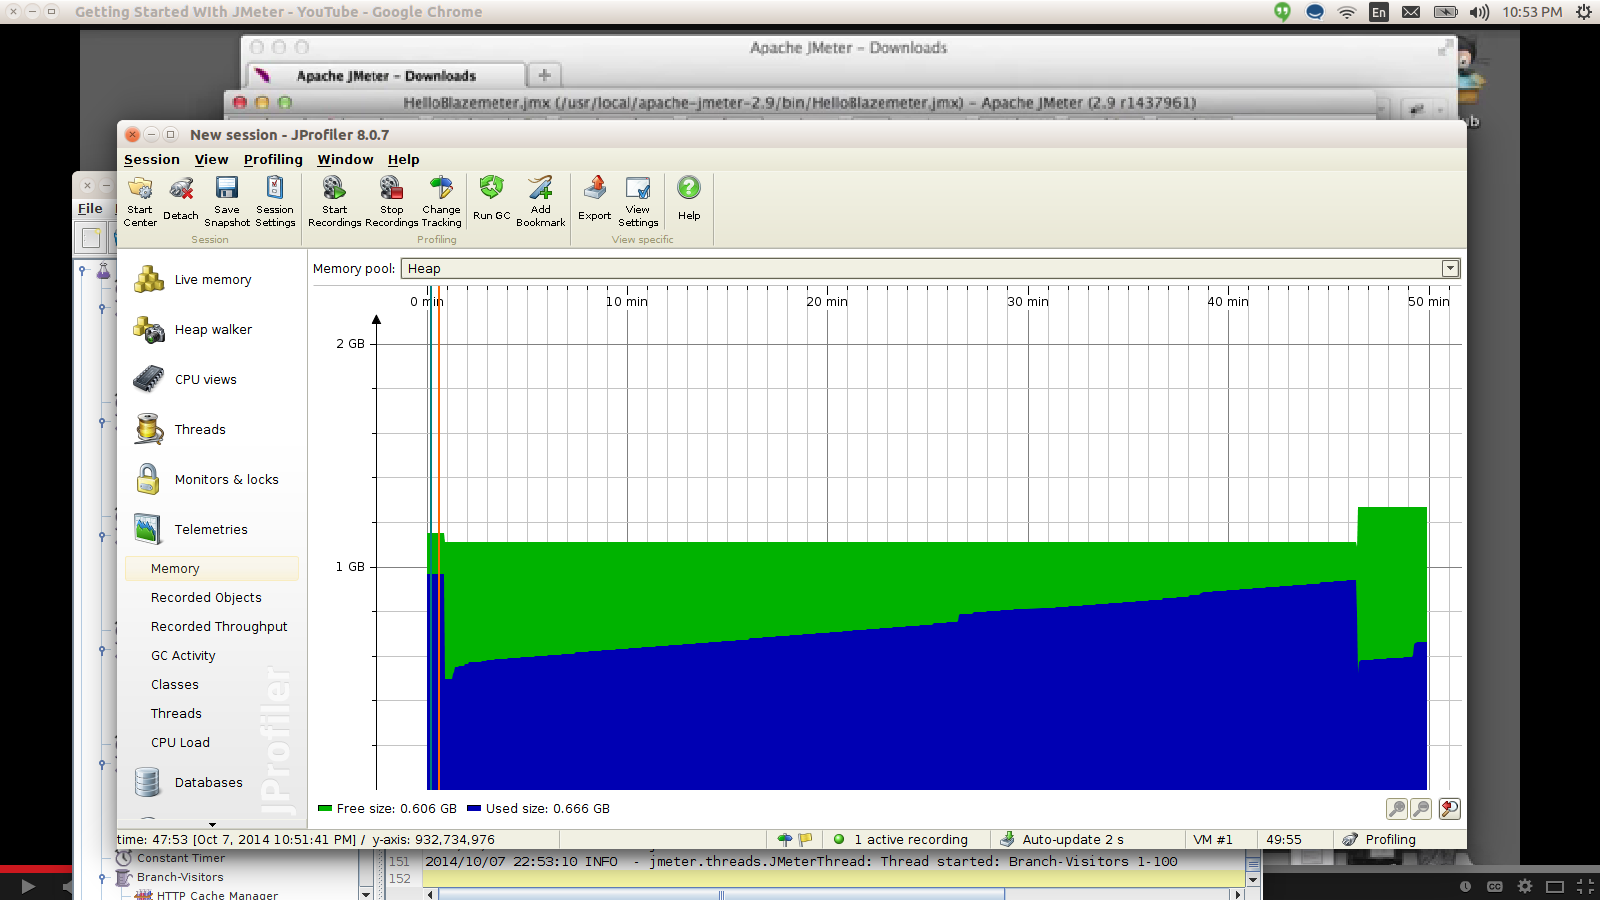 Getting Started With JMeter - YouTube - Google Chrome
En
10:53 PM
Apache JMeter – Downloads
Apache JMeter – Downloads
HelloBlazemeter.jmx (/usr/local/apache-jmeter-2.9/bin/HelloBlazemeter.jmx) – Apache JMeter (2.9 r1437961)
New session - JProfiler 8.0.7
Session View Profiling Window Help
File
Start Center
Detach
Save Snapshot
Session Settings
Start Recordings
Stop Recordings
Change Tracking
Run GC
Add Bookmark
Export
View Settings
Help
Session
Profiling
View specific
Live memory
Heap walker
CPU views
Threads
Monitors & locks
Telemetries
Memory
Recorded Objects
Recorded Throughput
GC Activity
Classes
Threads
CPU Load
Databases
JProfiler
Memory pool: Heap
0 min 10 min 20 min 30 min 40 min 50 min
2 GB
1 GB
Free size: 0.606 GB Used size: 0.666 GB
time: 47:53 [Oct 7, 2014 10:51:41 PM] / y-axis: 932,734,976
1 active recording
Auto-update 2 s
VM #1
49:55
Profiling
Constant Timer
Branch-Visitors
HTTP Cache Manager
151 2014/10/07 22:53:10 INFO - jmeter.threads.JMeterThread: Thread started: Branch-Visitors 1-100
152